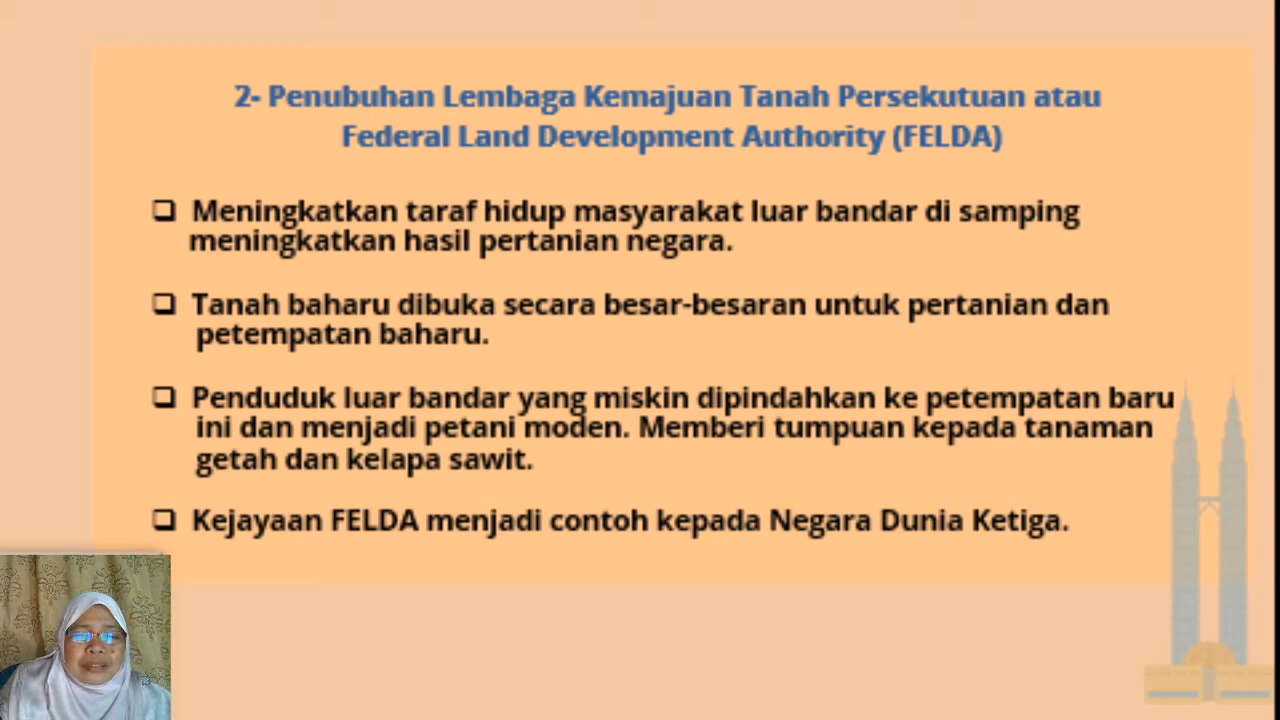 2- Penubuhan Lembaga Kemajuan Tanah Persekutuan atau
Federal Land Development Authority (FELDA)
❑ Meningkatkan taraf hidup masyarakat luar bandar di samping
meningkatkan hasil pertanian negara.
❑ Tanah baharu dibuka secara besar-besaran untuk pertanian dan
petempatan baharu.
❑ Penduduk luar bandar yang miskin dipindahkan ke petempatan baru
ini dan menjadi petani moden. Memberi tumpuan kepada tanaman
getah dan kelapa sawit.
❑ Kejayaan FELDA menjadi contoh kepada Negara Dunia Ketiga.